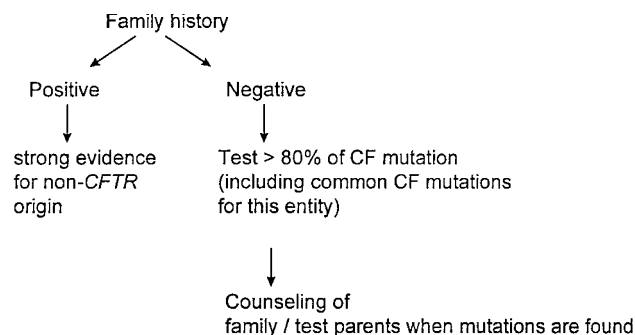 Family history
Positive
Negative
strong evidence
for non-CFTR
origin
Test > 80% of CF mutation
(including common CF mutations
for this entity)
Counseling of
family / test parents when mutations are found